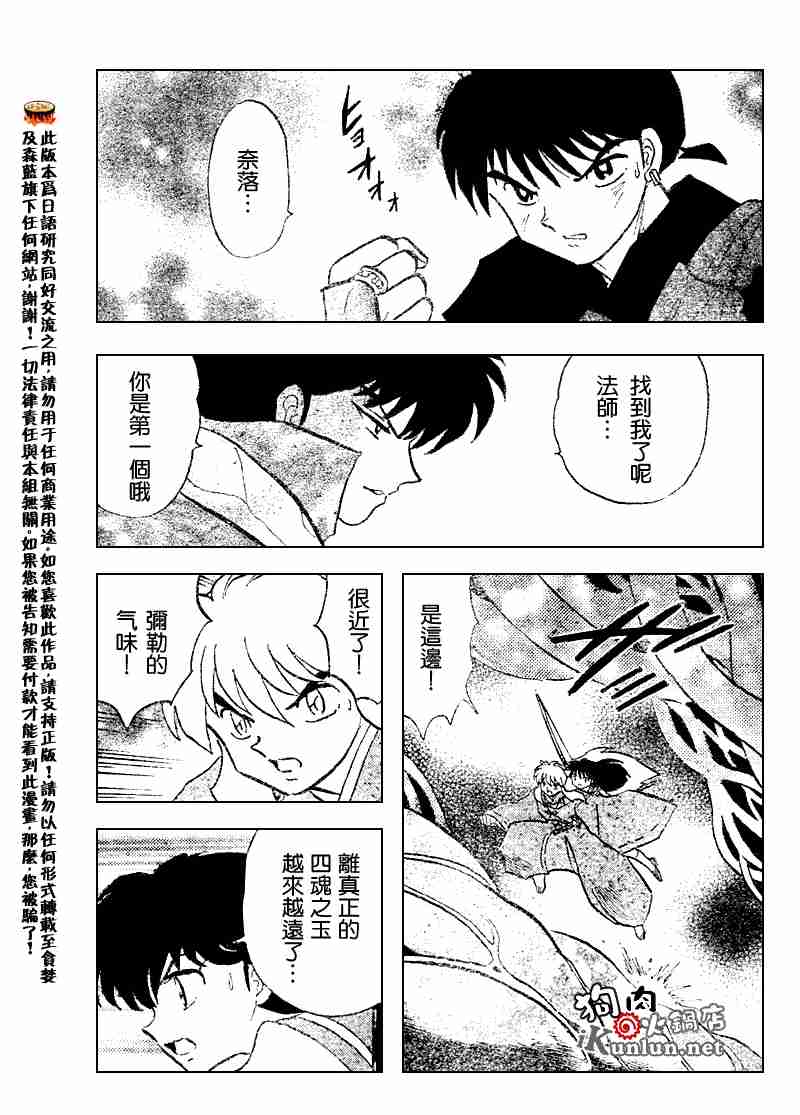 奈落…
ヒョオォォ
找到我了呢
法師…
你是第一個哦
是這邊！
很近了！
彌勒的
气味！
離真正的
四魂之玉
越來越遠了…
此版本爲日語研究同好交流之用，請勿用于任何商業用途。如您喜歡此作品，請支持正版！請勿以任何形式轉載至貪婪
及森藍旗下任何網站，謝謝！一切法律責任與本組無關。如果您被告知需要付款才能看到此漫畫，那麽，您被騙了！
狗肉
火鍋店
iKunlun.net